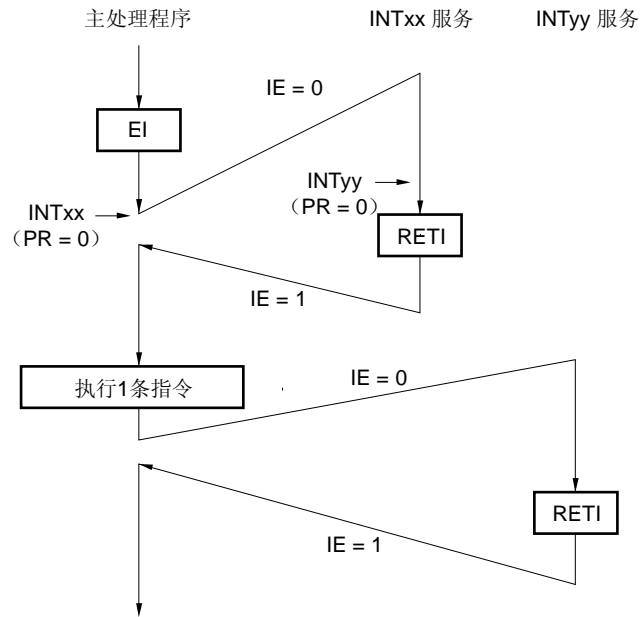 主处理程序
INTxx 服务
INTyy 服务
IE = 0
EI
INTyy
（PR = 0）
INTxx
（PR = 0）
RETI
IE = 1
执行1条指令
IE = 0
RETI
IE = 1